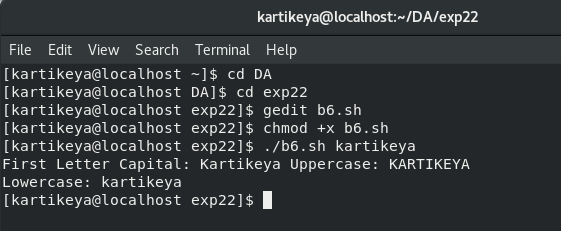 kartikeya@localhost:~/DA/exp22
File Edit View Search Terminal Help
[kartikeya@localhost ~]$ cd DA
[kartikeya@localhost DA]$ cd exp22
[kartikeya@localhost exp22]$ gedit b6.sh
[kartikeya@localhost exp22]$ chmod +x b6.sh
[kartikeya@localhost exp22]$ ./b6.sh kartikeya
First Letter Capital: Kartikeya Uppercase: KARTIKEYA
Lowercase: kartikeya
[kartikeya@localhost exp22]$